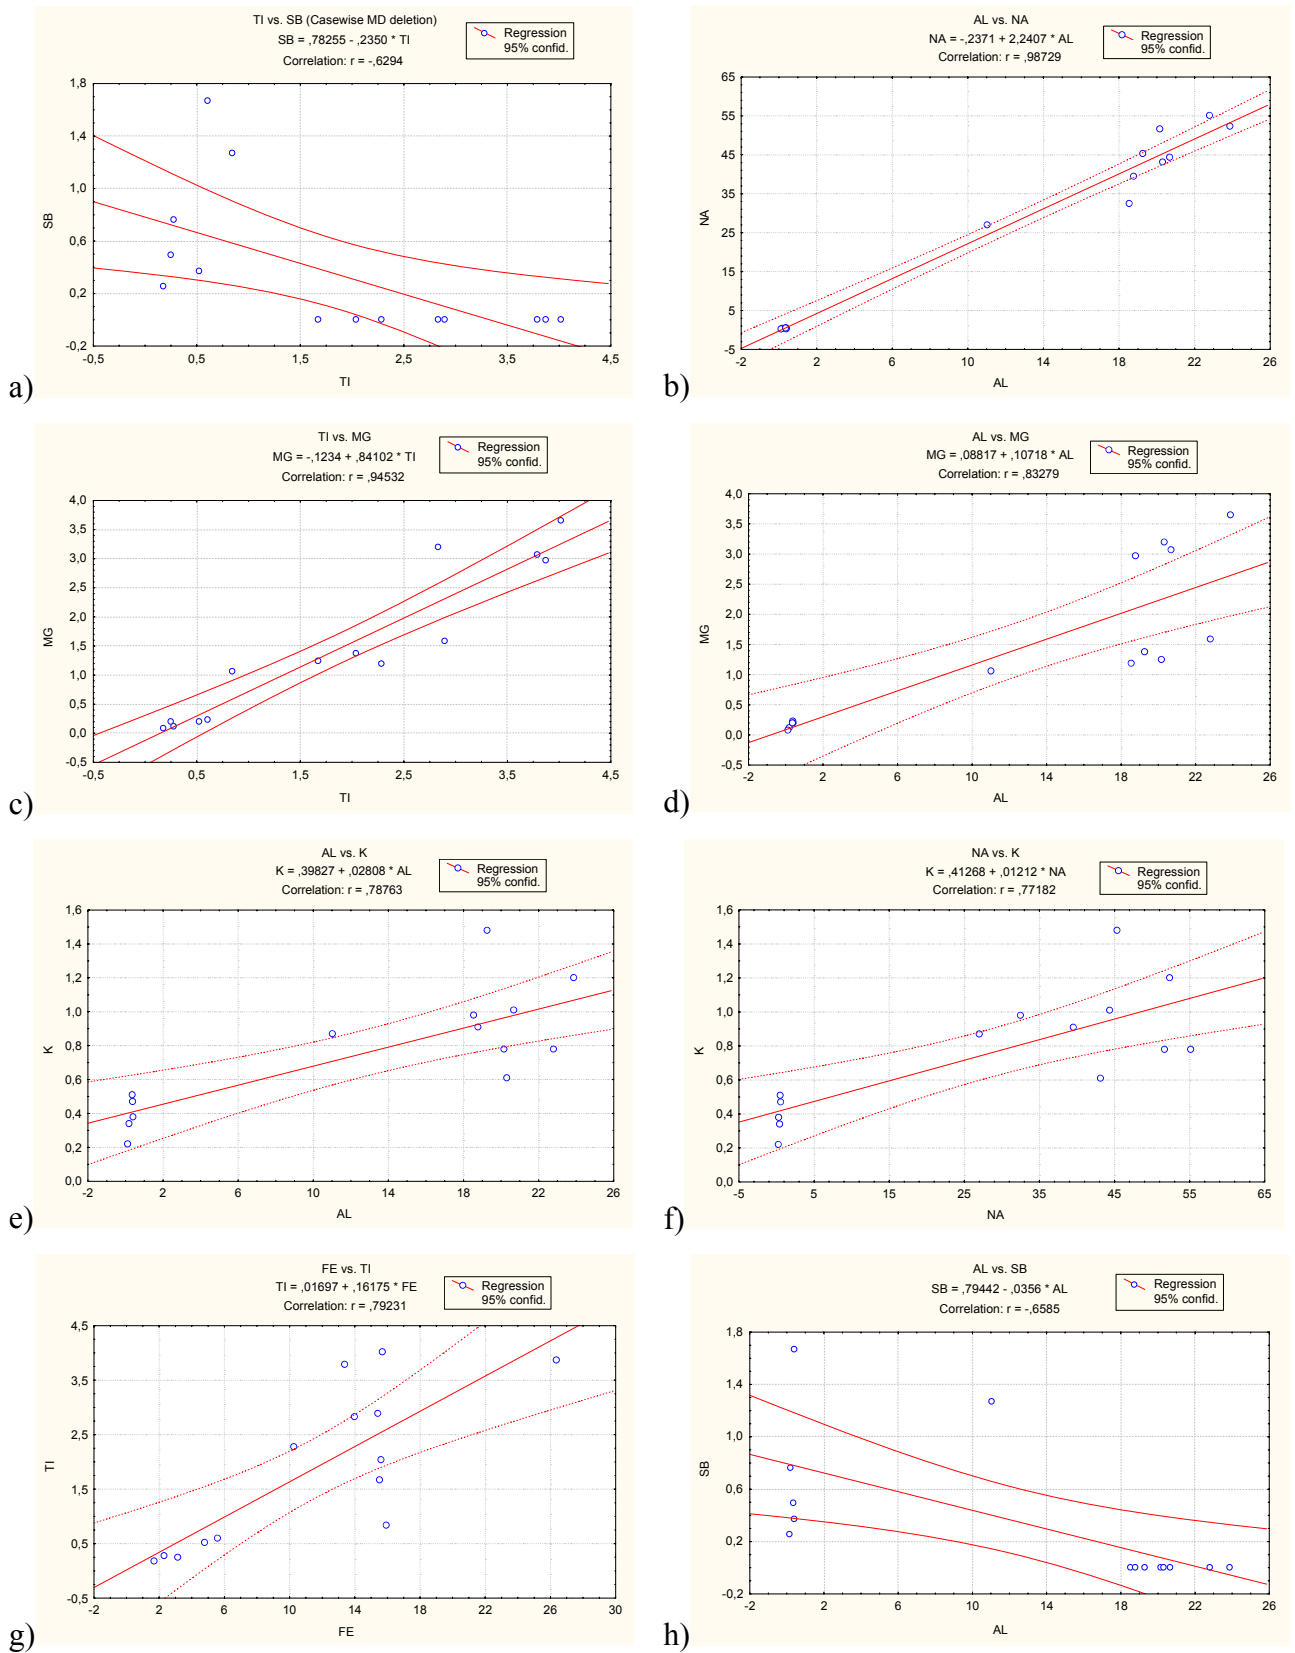 TI vs. SB (Casewise MD deletion)
SB = ,78255 - ,2350 * TI
Correlation: r = -,6294
Regression
95% confid.
1,8
1,4
1,0
0,6
0,2
-0,2
SB
-0,5 0,5 1,5 2,5 3,5 4,5
TI
a)
AL vs. NA
NA = -,2371 + 2,2407 * AL
Correlation: r = ,98729
Regression
95% confid.
65
55
45
35
25
15
5
-5
NA
-2 2 6 10 14 18 22 26
AL
b)
TI vs. MG
MG = -,1234 + ,84102 * TI
Correlation: r = ,94532
Regression
95% confid.
4,0
3,5
3,0
2,5
2,0
1,5
1,0
0,5
0,0
-0,5
MG
-0,5 0,5 1,5 2,5 3,5 4,5
TI
c)
AL vs. MG
MG = ,08817 + ,10718 * AL
Correlation: r = ,83279
Regression
95% confid.
4,0
3,5
3,0
2,5
2,0
1,5
1,0
0,5
0,0
-0,5
MG
-2 2 6 10 14 18 22 26
AL
d)
AL vs. K
K = ,39827 + ,02808 * AL
Correlation: r = ,78763
Regression
95% confid.
1,6
1,4
1,2
1,0
0,8
0,6
0,4
0,2
0,0
K
-2 2 6 10 14 18 22 26
AL
e)
NA vs. K
K = ,41268 + ,01212 * NA
Correlation: r = ,77182
Regression
95% confid.
1,6
1,4
1,2
1,0
0,8
0,6
0,4
0,2
0,0
K
-5 5 15 25 35 45 55 65
NA
f)
FE vs. TI
TI = ,01697 + ,16175 * FE
Correlation: r = ,79231
Regression
95% confid.
4,5
3,5
2,5
1,5
0,5
-0,5
TI
-2 2 6 10 14 18 22 26 30
FE
g)
AL vs. SB
SB = ,79442 - ,0356 * AL
Correlation: r = -,6585
Regression
95% confid.
1,8
1,4
1,0
0,6
0,2
-0,2
SB
-2 2 6 10 14 18 22 26
AL
h)